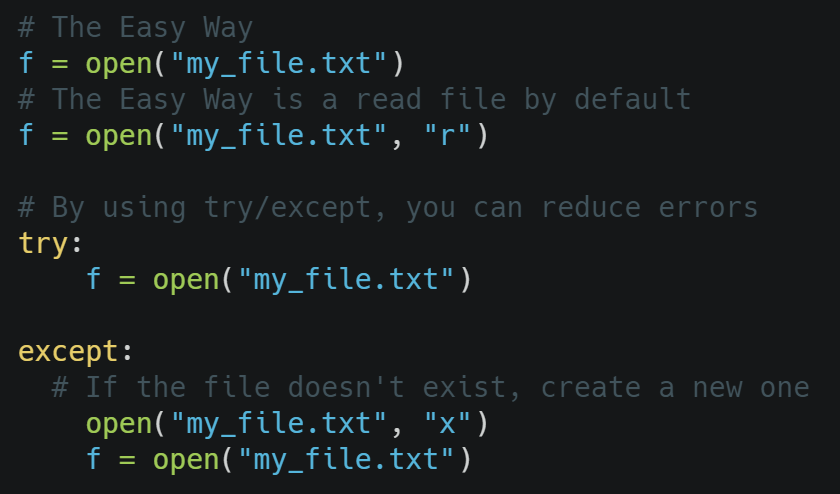 # The Easy Way
f = open("my_file.txt")
# The Easy Way is a read file by default
f = open("my_file.txt", "r")
# By using try/except, you can reduce errors
try:
    f = open("my_file.txt")
except:
  # If the file doesn't exist, create a new one
    open("my_file.txt", "x")
    f = open("my_file.txt")